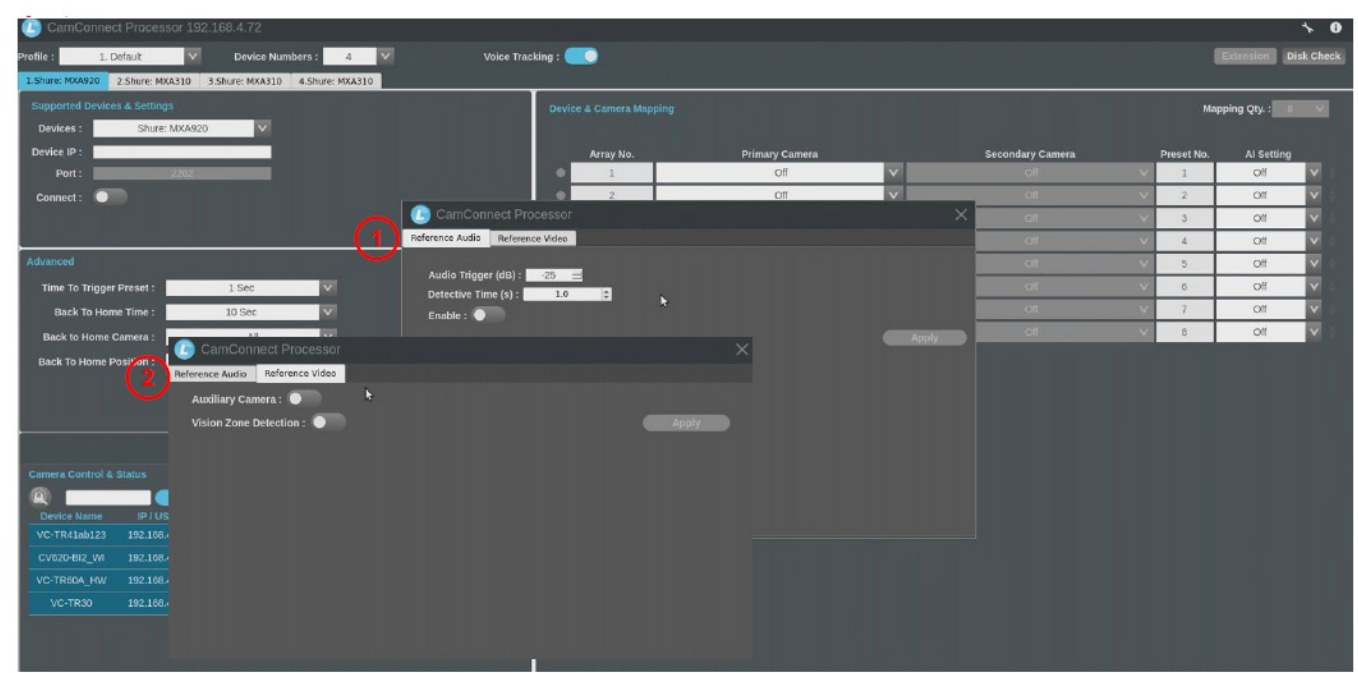 CamConnect Processor 192.168.4.72
Profile : 1. Default Device Numbers : 4 Voice Tracking : Extension Disk Check
1.Shure: MXA920 2.Shure: MXA310 3.Shure: MXA310 4.Shure: MXA310
Supported Devices & Settings
Devices : Shure: MXA920
Device IP :
Port : 2202
Connect :
Device & Camera Mapping Mapping Qty. : 8
Array No. Primary Camera Secondary Camera Preset No. AI Setting
1 Off Off 1 Off
2 Off Off 2 Off
Off 3 Off
Off 4 Off
Off 5 Off
Off 6 Off
Off 7 Off
Off 8 Off
1
CamConnect Processor
Reference Audio Reference Video
Audio Trigger (dB) : -25
Detective Time (s) : 1.0
Enable :
Apply
Advanced
Time To Trigger Preset : 1 Sec
Back To Home Time : 10 Sec
Back to Home Camera :
Back To Home Position :
2
CamConnect Processor
Reference Audio Reference Video
Auxiliary Camera :
Vision Zone Detection :
Apply
Camera Control & Status
Device Name IP / US
VC-TR41ab123 192.168.
CV620-BI2_WI 192.168.
VC-TR60A_HW 192.168.
VC-TR30 192.168.